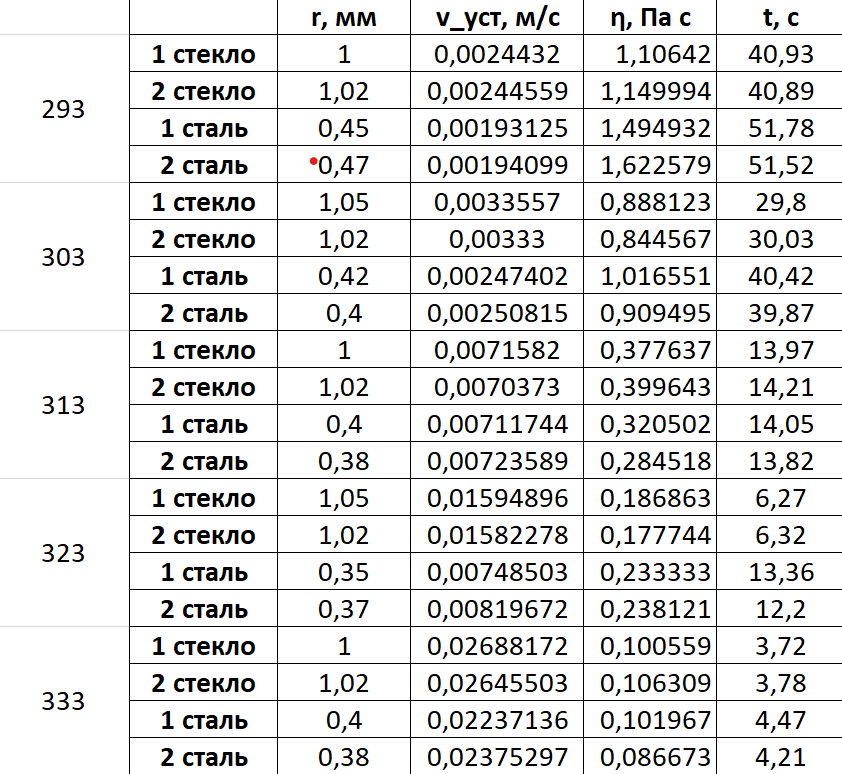 r, мм v_уст, м/с η, Па с t, с
293
1 стекло 1 0,0024432 1,10642 40,93
2 стекло 1,02 0,00244559 1,149994 40,89
1 сталь 0,45 0,00193125 1,494932 51,78
2 сталь 0,47 0,00194099 1,622579 51,52
303
1 стекло 1,05 0,0033557 0,888123 29,8
2 стекло 1,02 0,00333 0,844567 30,03
1 сталь 0,42 0,00247402 1,016551 40,42
2 сталь 0,4 0,00250815 0,909495 39,87
313
1 стекло 1 0,0071582 0,377637 13,97
2 стекло 1,02 0,0070373 0,399643 14,21
1 сталь 0,4 0,00711744 0,320502 14,05
2 сталь 0,38 0,00723589 0,284518 13,82
323
1 стекло 1,05 0,01594896 0,186863 6,27
2 стекло 1,02 0,01582278 0,177744 6,32
1 сталь 0,35 0,00748503 0,233333 13,36
2 сталь 0,37 0,00819672 0,238121 12,2
333
1 стекло 1 0,02688172 0,100559 3,72
2 стекло 1,02 0,02645503 0,106309 3,78
1 сталь 0,4 0,02237136 0,101967 4,47
2 сталь 0,38 0,02375297 0,086673 4,21